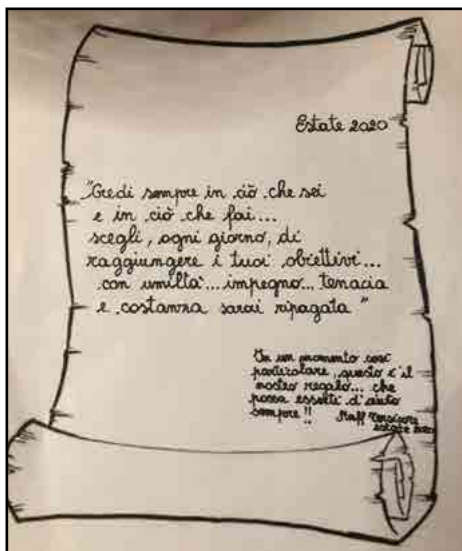 Estate 2020
"Credi sempre in ciò che sei
e in ciò che fai...
scegli, ogni giorno, di
raggiungere i tuoi obiettivi...
con umiltà... impegno... tenacia
e costanza sarai ripagata"
In un momento così
particolare, questo è il
nostro regalo... che
possa esserti d'aiuto
sempre!! Staff
estate 2020